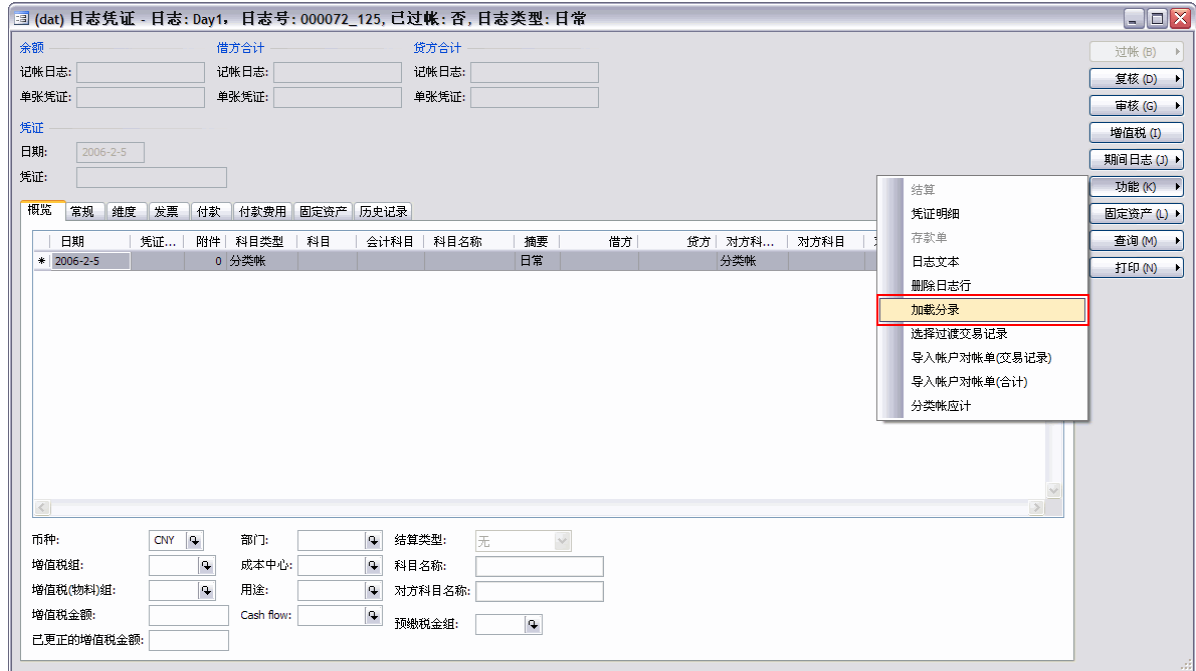 (dat) 日志凭证 - 日志: Day1， 日志号: 000072_125, 已过帐: 否, 日志类型: 日常
余额 借方合计 贷方合计
记帐日志: 记帐日志: 记帐日志:
单张凭证: 单张凭证: 单张凭证:
凭证
日期: 2006-2-5
凭证:
概览 常规 维度 发票 付款 付款费用 固定资产 历史记录
日期 凭证... 附件 科目类型 科目 会计科目 科目名称 摘要 借方 贷方 对方科... 对方科目
* 2006-2-5 0 分类帐 日常 分类帐
币种: CNY 部门: 结算类型: 无
增值税组: 成本中心: 科目名称:
增值税(物料)组: 用途: 对方科目名称:
增值税金额: Cash flow: 预缴税金组:
已更正的增值税金额:
过帐 (B)
复核 (D)
审核 (G)
增值税 (I)
期间日志 (J)
功能 (K)
固定资产 (L)
查询 (M)
打印 (N)
结算
凭证明细
存款单
日志文本
删除日志行
加载分录
选择过渡交易记录
导入帐户对帐单(交易记录)
导入帐户对帐单(合计)
分类帐应计